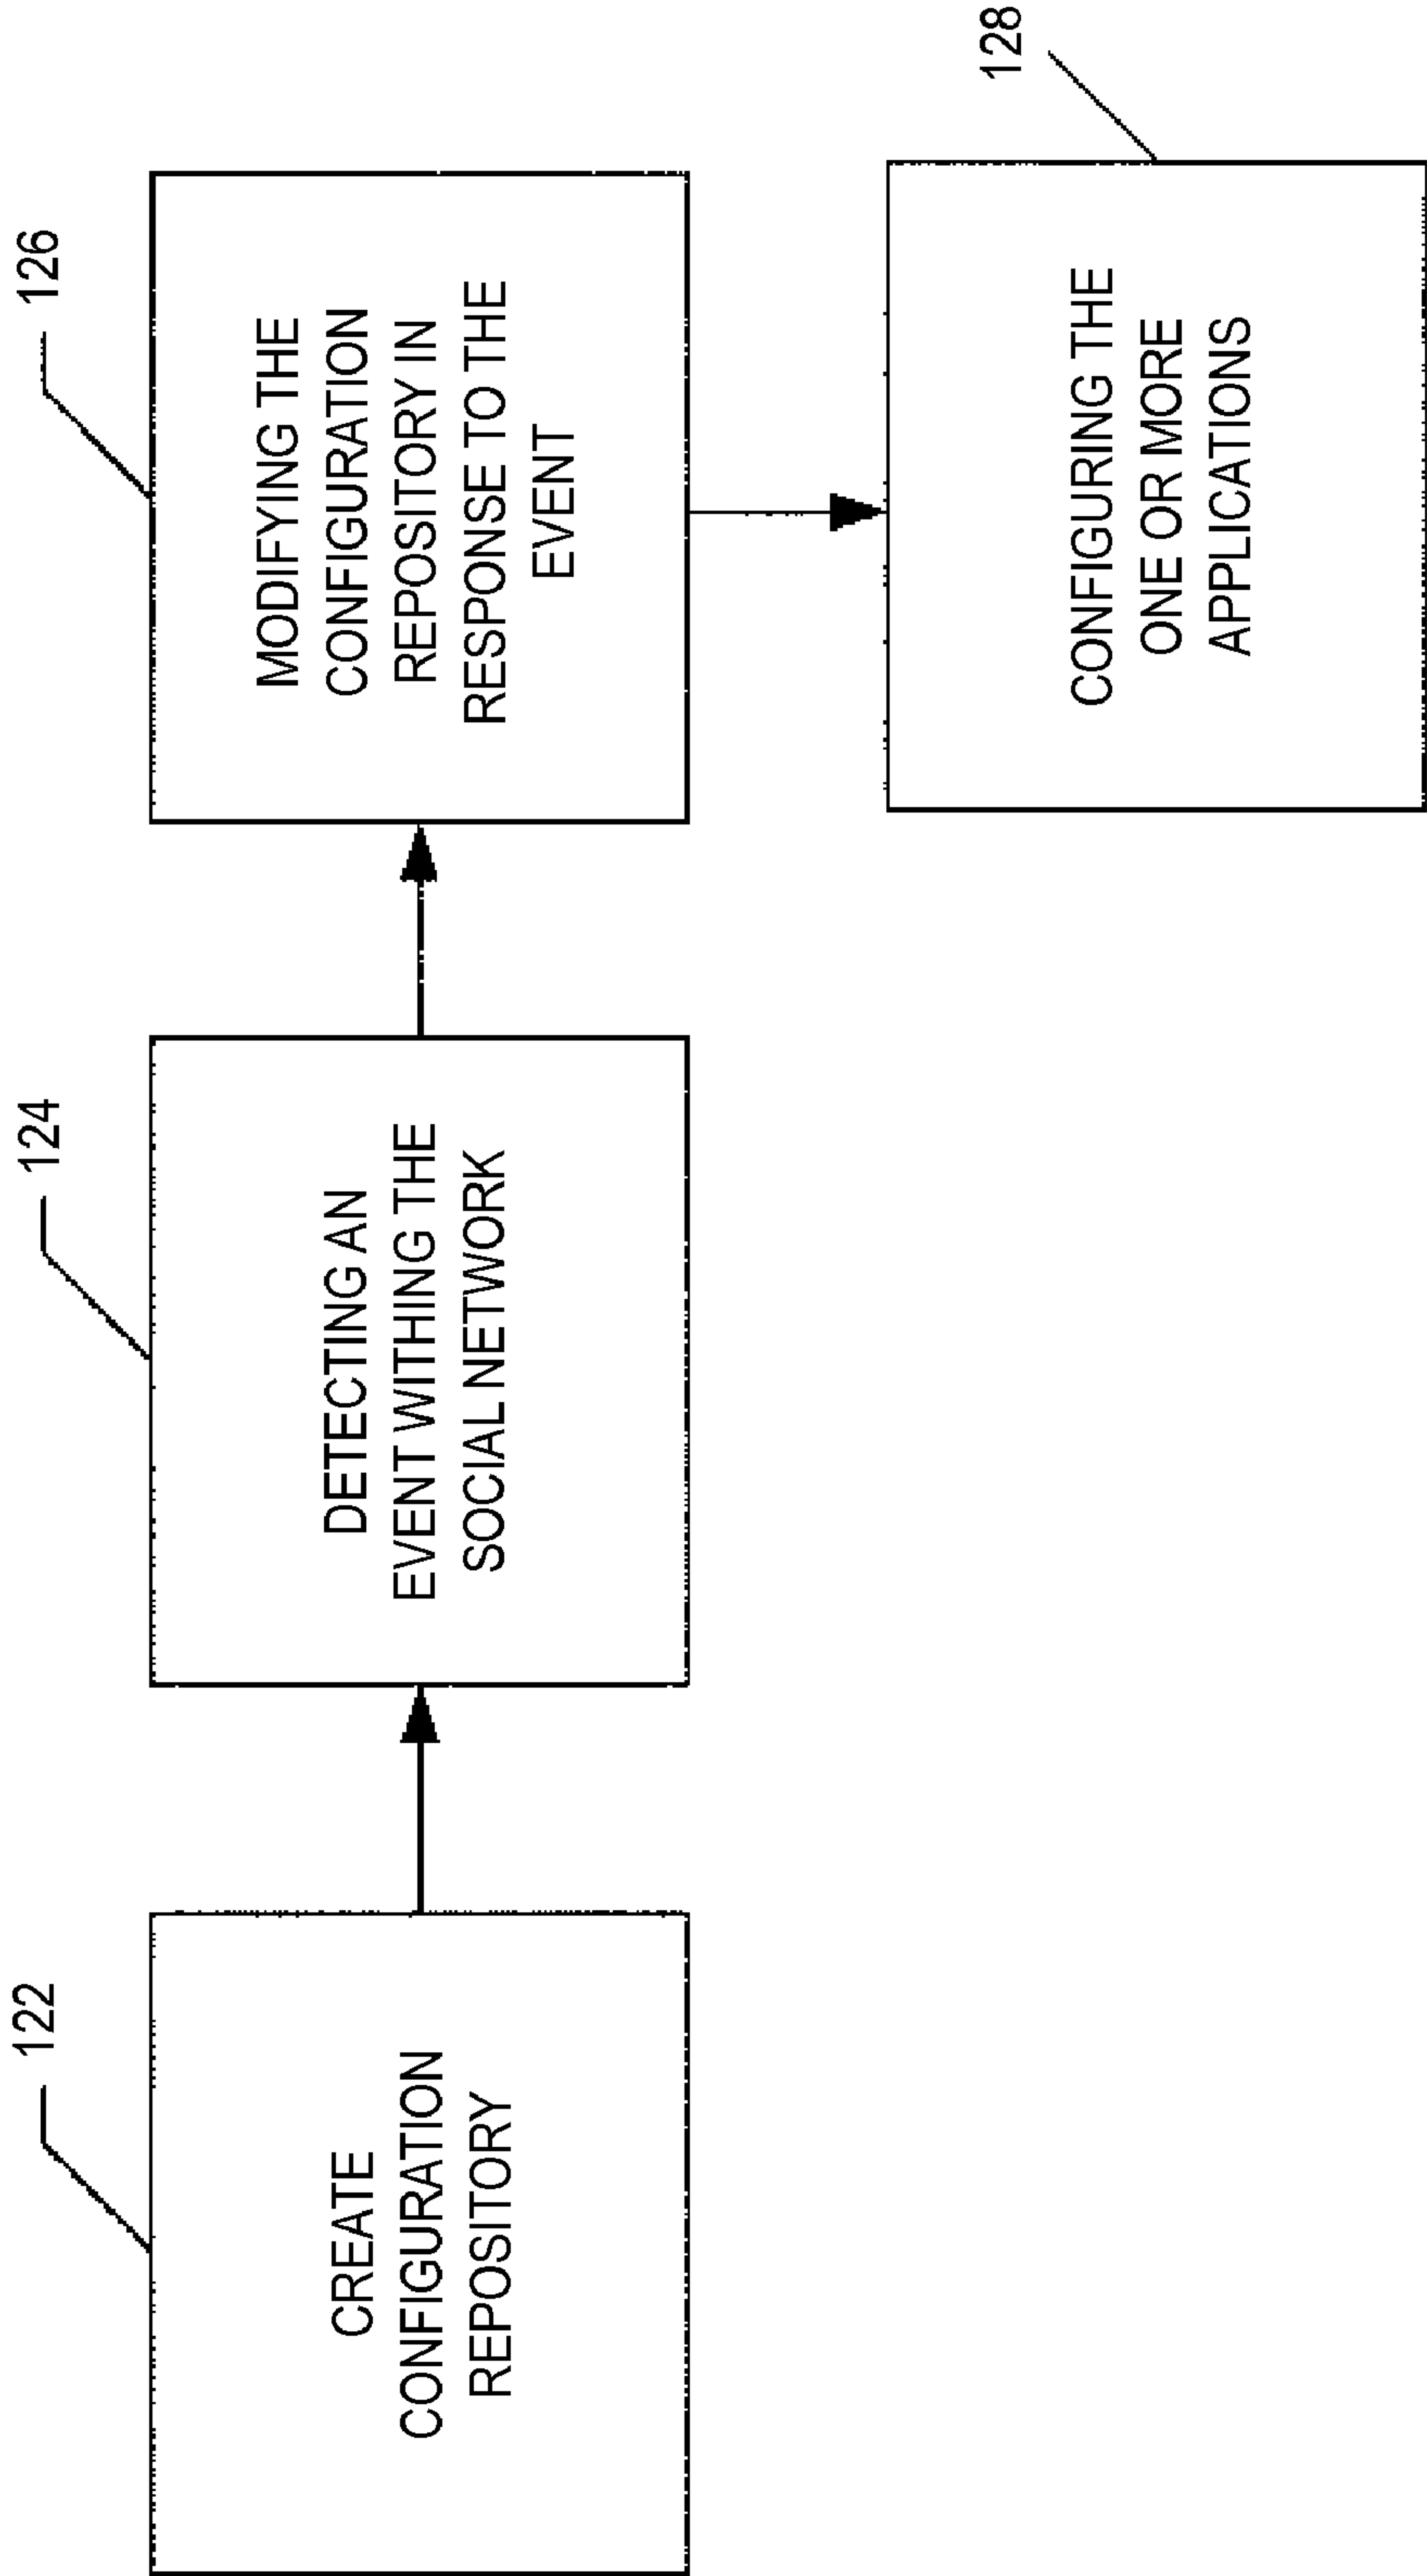 122
CREATE
CONFIGURATION
REPOSITORY
124
DETECTING AN
EVENT WITHING THE
SOCIAL NETWORK
126
MODIFYING THE
CONFIGURATION
REPOSITORY IN
RESPONSE TO THE
EVENT
128
CONFIGURING THE
ONE OR MORE
APPLICATIONS